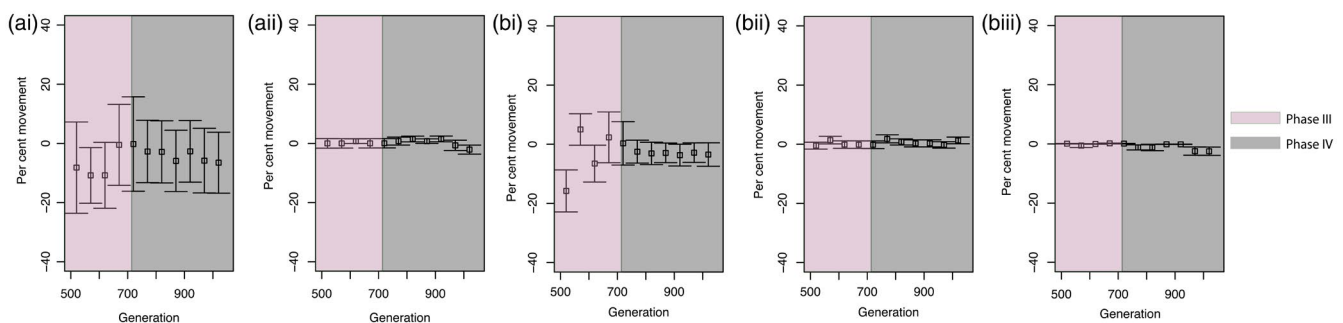 (ai)
Per cent movement
40
20
0
−20
−40
500
700
900
Generation
(aii)
Per cent movement
40
20
0
−20
−40
500
700
900
Generation
(bi)
Per cent movement
40
20
0
−20
−40
500
700
900
Generation
(bii)
Per cent movement
40
20
0
−20
−40
500
700
900
Generation
(biii)
Per cent movement
40
20
0
−20
−40
500
700
900
Generation
Phase III
Phase IV